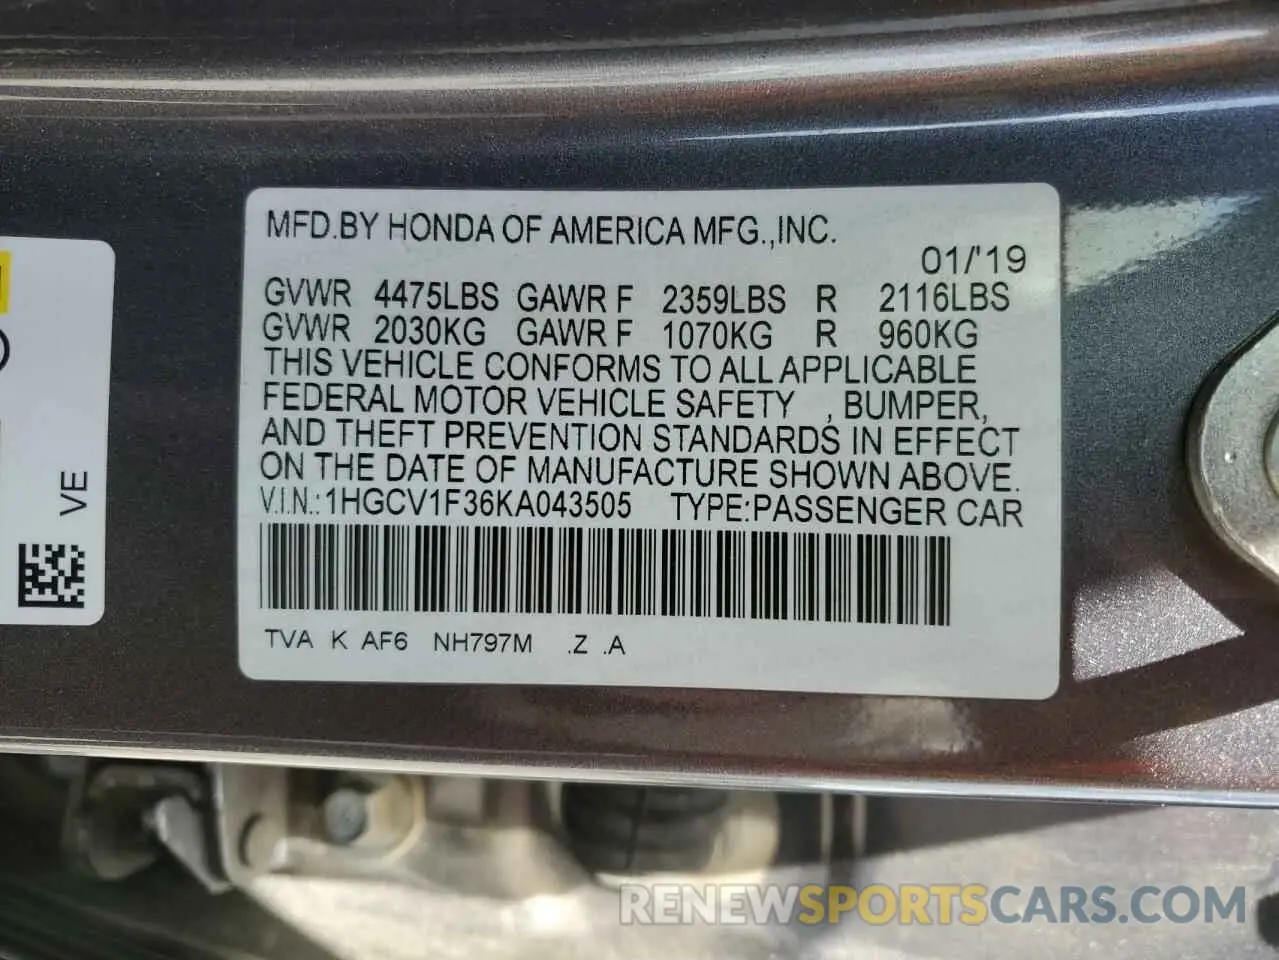 MFD.BY HONDA OF AMERICA MFG.,INC.
01/'19
GVWR 4475LBS GAWR F 2359LBS R 2116LBS
GVWR 2030KG GAWR F 1070KG R 960KG
THIS VEHICLE CONFORMS TO ALL APPLICABLE
FEDERAL MOTOR VEHICLE SAFETY , BUMPER,
AND THEFT PREVENTION STANDARDS IN EFFECT
ON THE DATE OF MANUFACTURE SHOWN ABOVE.
V.I.N.:1HGCV1F36KA043505 TYPE:PASSENGER CAR
TVA K AF6 NH797M .Z .A
VE
RENEWSPORTSCARS.COM